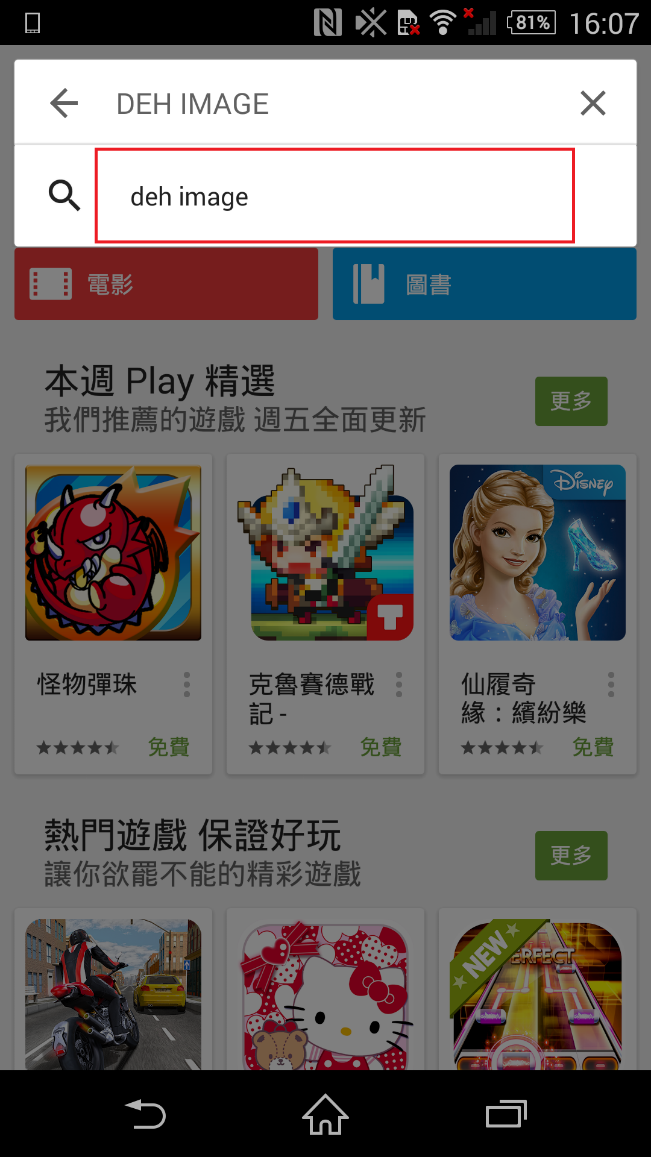 81% 16:07
DEH IMAGE
deh image
電影 圖書
本週 Play 精選
我們推薦的遊戲 週五全面更新
更多
DISNEY
T
怪物彈珠
克魯賽德戰
記 -
仙履奇
緣：繽紛樂
免費 免費 免費
熱門遊戲 保證好玩
讓你欲罷不能的精彩遊戲
更多
NEW
PERFECT